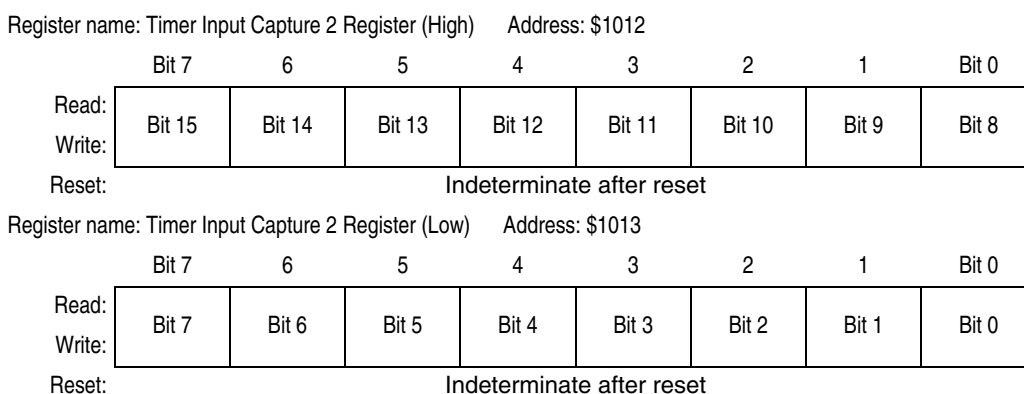 Register name: Timer Input Capture 2 Register (High) Address: $1012
Bit 7 6 5 4 3 2 1 Bit 0
Read:
Bit 15 Bit 14 Bit 13 Bit 12 Bit 11 Bit 10 Bit 9 Bit 8
Write:
Reset: Indeterminate after reset
Register name: Timer Input Capture 2 Register (Low) Address: $1013
Bit 7 6 5 4 3 2 1 Bit 0
Read:
Bit 7 Bit 6 Bit 5 Bit 4 Bit 3 Bit 2 Bit 1 Bit 0
Write:
Reset: Indeterminate after reset